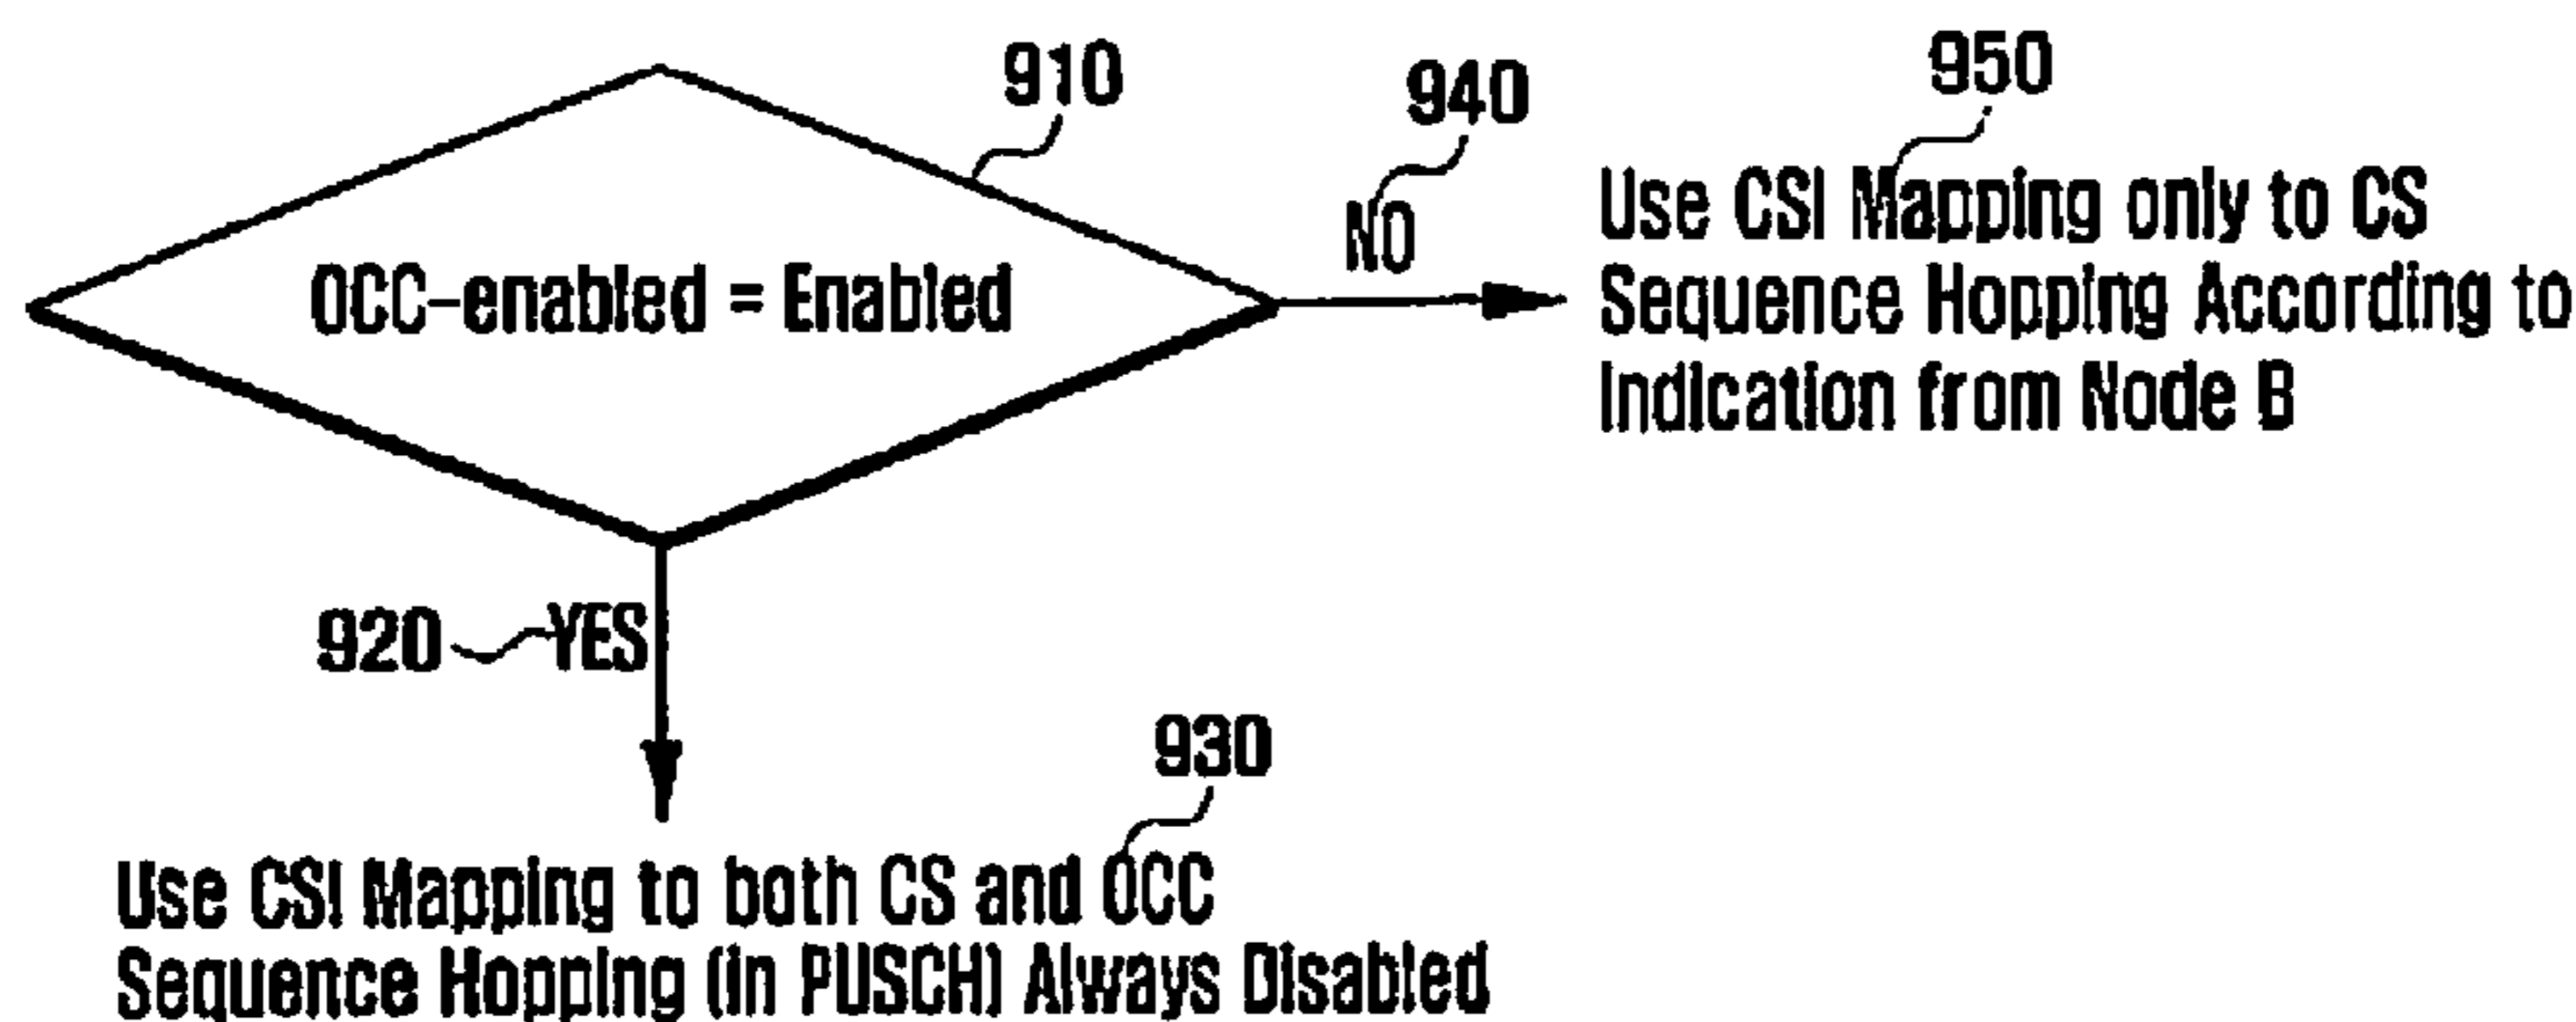 910
940
950
OCC-enabled = Enabled
NO
Use CSI Mapping only to CS
Sequence Hopping According to
Indication from Node B
920
YES
930
Use CSI Mapping to both CS and OCC
Sequence Hopping (in PUSCH) Always Disabled